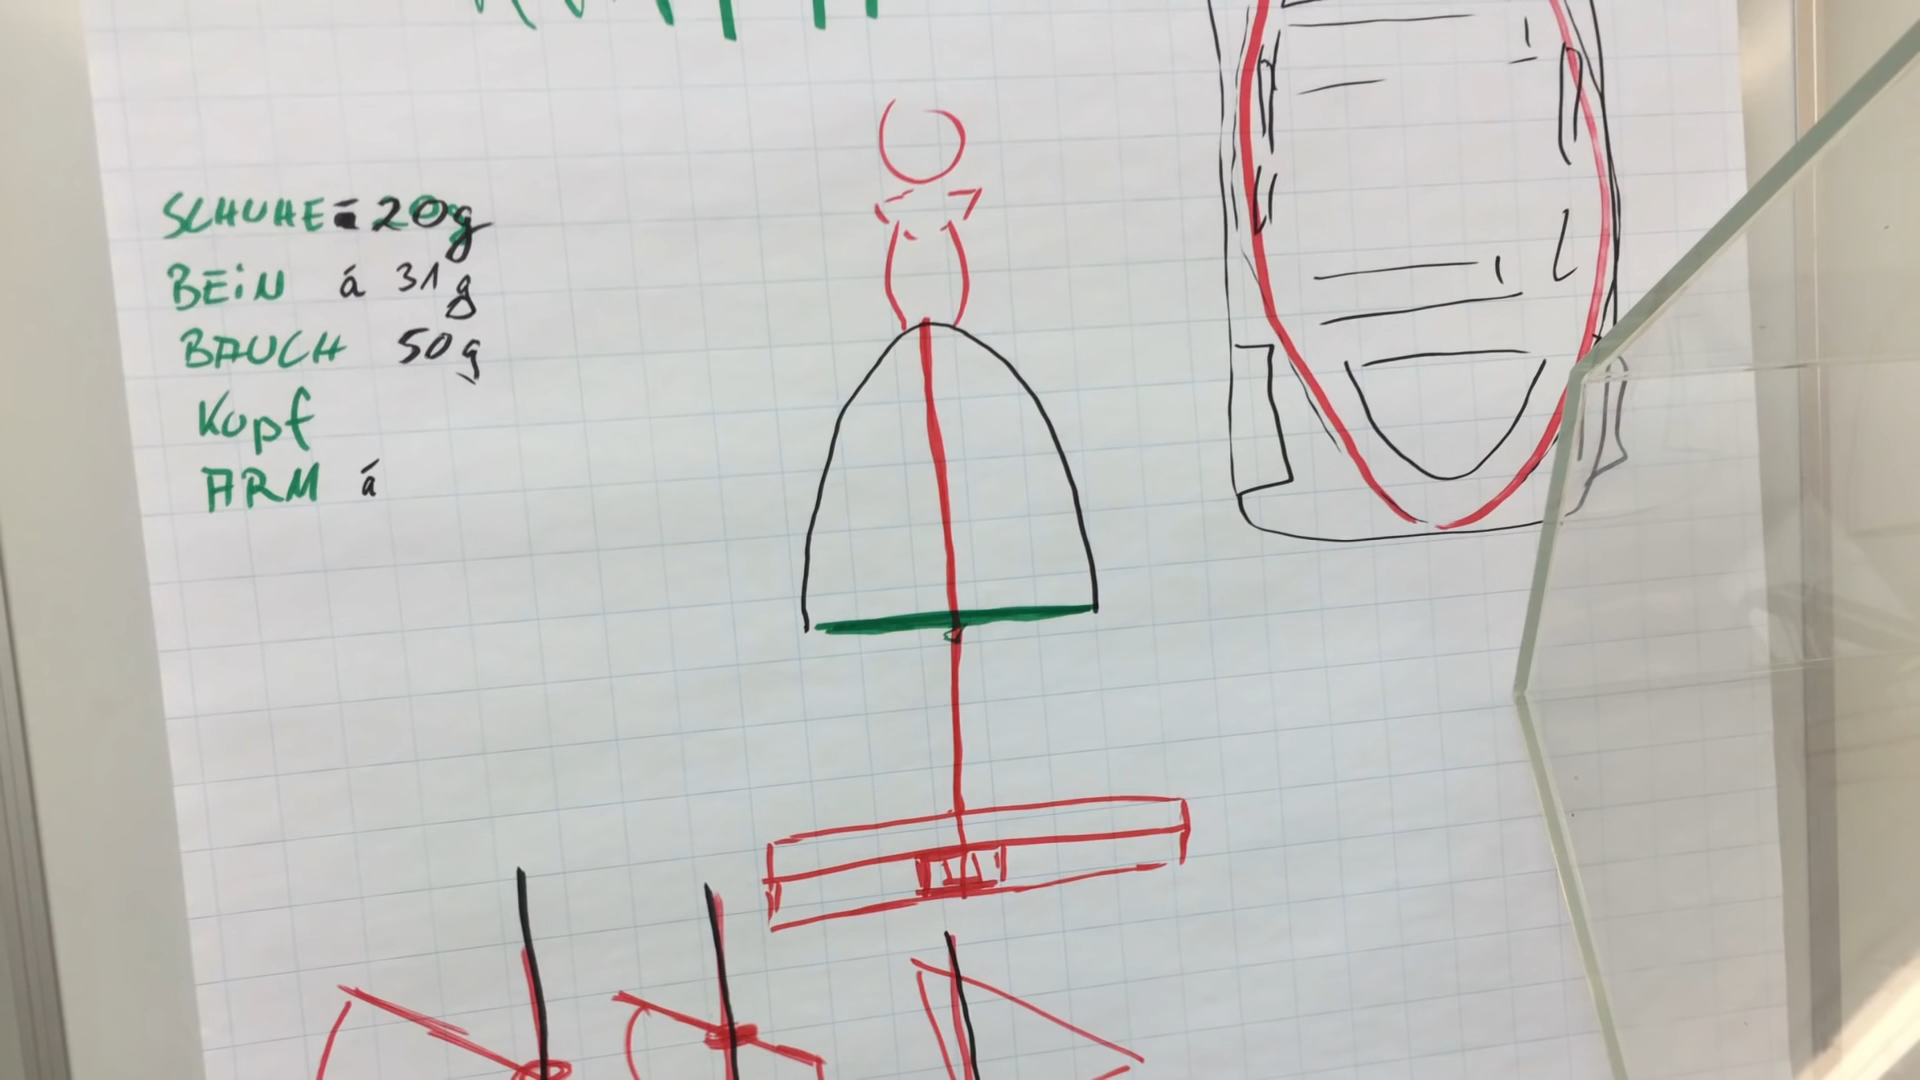 SCHUHE = 20g
BEiN á 31g
BAUCH 50g
Kopf
ARM á